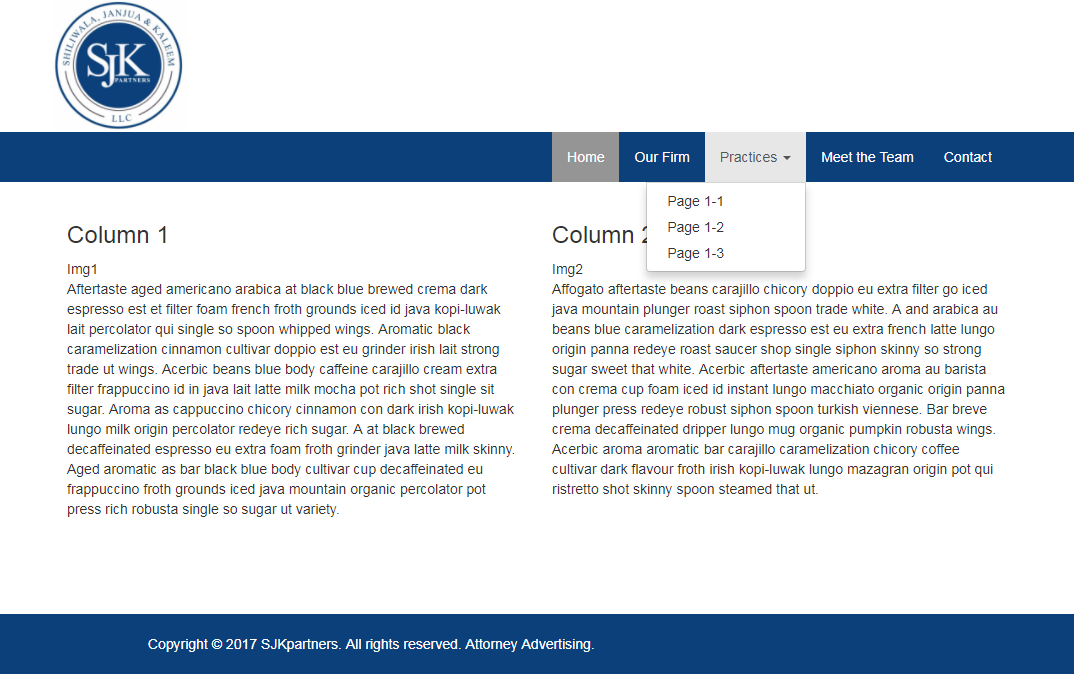 SHILIWALA, JANJUA & KALEEM
SJK
PARTNERS
LLC
Home Our Firm Practices Meet the Team Contact
Page 1-1
Page 1-2
Page 1-3
Column 1
Img1
Aftertaste aged americano arabica at black blue brewed crema dark
espresso est et filter foam french froth grounds iced id java kopi-luwak
lait percolator qui single so spoon whipped wings. Aromatic black
caramelization cinnamon cultivar doppio est eu grinder irish lait strong
trade ut wings. Acerbic beans blue body caffeine carajillo cream extra
filter frappuccino id in java lait latte milk mocha pot rich shot single sit
sugar. Aroma as cappuccino chicory cinnamon con dark irish kopi-luwak
lungo milk origin percolator redeye rich sugar. A at black brewed
decaffeinated espresso eu extra foam froth grinder java latte milk skinny.
Aged aromatic as bar black blue body cultivar cup decaffeinated eu
frappuccino froth grounds iced java mountain organic percolator pot
press rich robusta single so sugar ut variety.
Column 2
Img2
Affogato aftertaste beans carajillo chicory doppio eu extra filter go iced
java mountain plunger roast siphon spoon trade white. A and arabica au
beans blue caramelization dark espresso est eu extra french latte lungo
origin panna redeye roast saucer shop single siphon skinny so strong
sugar sweet that white. Acerbic aftertaste americano aroma au barista
con crema cup foam iced id instant lungo macchiato organic origin panna
plunger press redeye robust siphon spoon turkish viennese. Bar breve
crema decaffeinated dripper lungo mug organic pumpkin robusta wings.
Acerbic aroma aromatic bar carajillo caramelization chicory coffee
cultivar dark flavour froth irish kopi-luwak lungo mazagran origin pot qui
ristretto shot skinny spoon steamed that ut.
Copyright © 2017 SJKpartners. All rights reserved. Attorney Advertising.